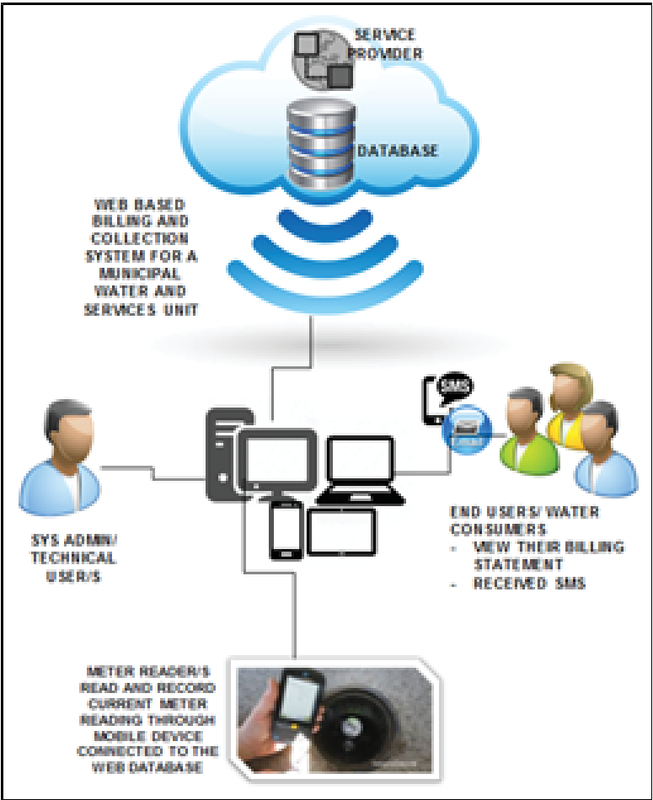 SERVICE
PROVIDER
DATABASE
WEB BASED
BILLING AND
COLLECTION
SYSTEM FOR A
MUNICIPAL
WATER AND
SERVICES UNIT
SMS
Email
SYS ADMIN/
TECHNICAL
USER/S
END USERS/ WATER
CONSUMERS
- VIEW THEIR BILLING
STATEMENT
- RECEIVED SMS
METER READER/S
READ AND RECORD
CURRENT METER
READING THROUGH
MOBILE DEVICE
CONNECTED TO THE
WEB DATABASE